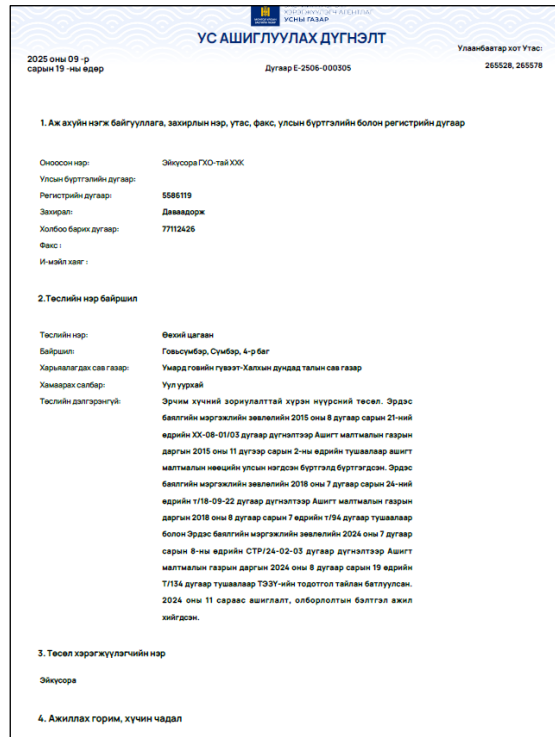 ХЭРЭГЖҮҮЛЭГЧ АГЕНТЛАГ
УСНЫ ГАЗАР
УС АШИГЛУУЛАХ ДҮГНЭЛТ
Улаанбаатар хот Утас:
265528, 265578
2025 оны 09 -р
сарын 19 -ны өдөр
Дугаар E-2506-000305
1. Аж ахуйн нэгж байгууллага, захирлын нэр, утас, факс, улсын бүртгэлийн болон регистрийн дугаар
Оноосон нэр: Эйкүсора ГХО-тай ХХК
Улсын бүртгэлийн дугаар:
Регистрийн дугаар: 5586119
Захирал: Даваадорж
Холбоо барих дугаар: 77112426
Факс :
И-мэйл хаяг :
2.Төслийн нэр байршил
Төслийн нэр: Өөхий цагаан
Байршил: Говьсүмбэр, Сүмбэр, 4-р баг
Харьяалагдах сав газар: Умард говийн гүвээт-Халхын дундад талын сав газар
Хамаарах салбар: Уул уурхай
Төслийн дэлгэрэнгүй: Эрчим хүчний зориулалттай хүрэн нүүрсний төсөл. Эрдэс
баялгийн мэргэжлийн зөвлөлийн 2015 оны 8 дугаар сарын 21-ний
өдрийн ХХ-08-01/03 дугаар дүгнэлтээр Ашигт малтмалын газрын
даргын 2015 оны 11 дүгээр сарын 2-ны өдрийн тушаалаар ашигт
малтмалын нөөцийн улсын нэгдсэн бүртгэлд бүртгэгдсэн. Эрдэс
баялгийн мэргэжлийн зөвлөлийн 2018 оны 7 дугаар сарын 24-ний
өдрийн т/18-09-22 дугаар дүгнэлтээр Ашигт малтмалын газрын
даргын 2018 оны 8 дугаар сарын 7 өдрийн т/94 дугаар тушаалаар
болон Эрдэс баялгийн мэргэжлийн зөвлөлийн 2024 оны 7 дугаар
сарын 8-ны өдрийн СТР/24-02-03 дугаар дүгнэлтээр Ашигт
малтмалын газрын даргын 2024 оны 8 дугаар сарын 19 өдрийн
Т/134 дугаар тушаалаар ТЭЗҮ-ийн тодотгол тайлан батлуулсан.
2024 оны 11 сараас ашиглалт, олборлолтын бэлтгэл ажил
хийгдсэн.
3. Төсөл хэрэгжүүлэгчийн нэр
Эйкүсора
4. Ажиллах горим, хүчин чадал